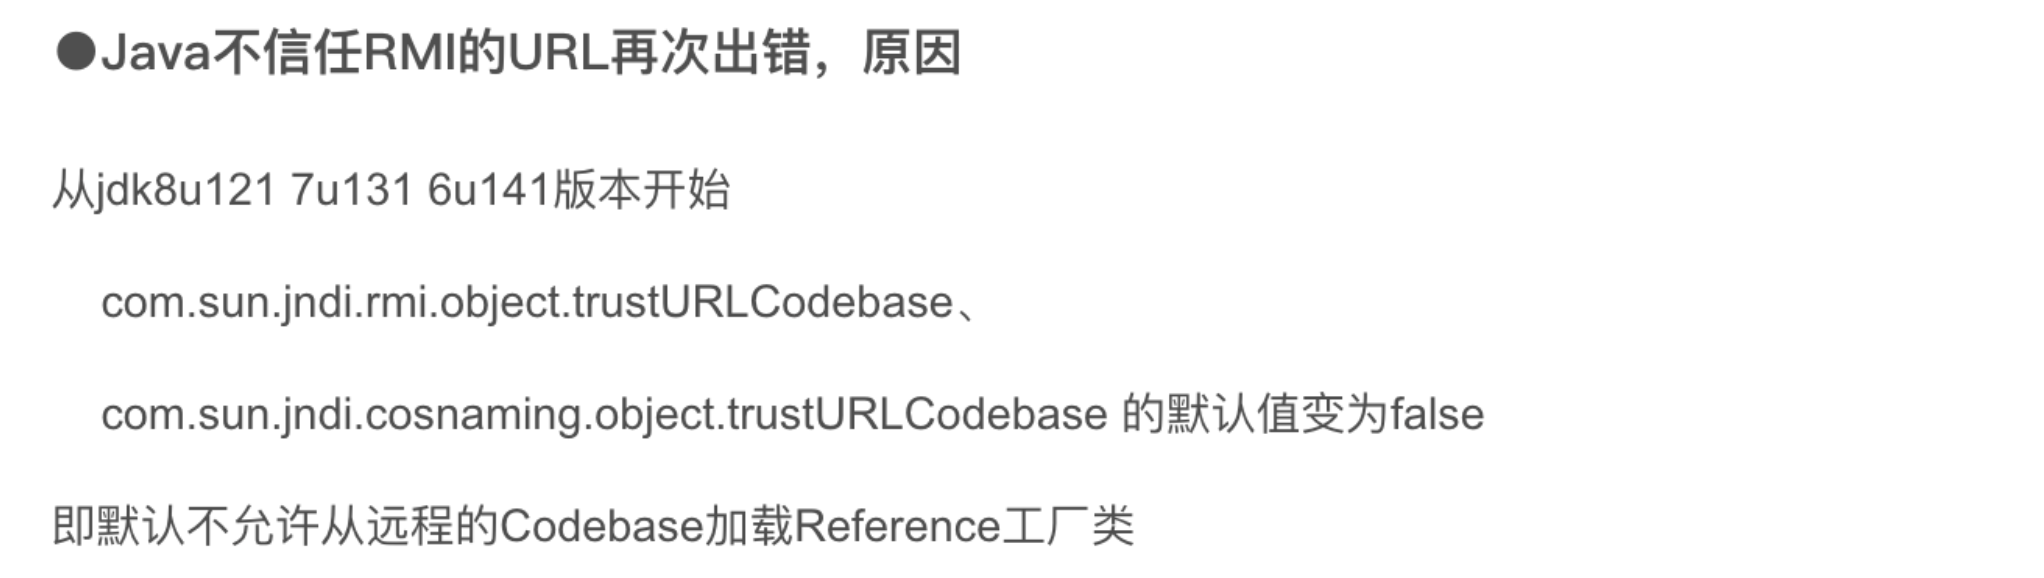 ●Java不信任RMI的URL再次出错，原因
从jdk8u121 7u131 6u141版本开始
com.sun.jndi.rmi.object.trustURLCodebase、
com.sun.jndi.cosnaming.object.trustURLCodebase 的默认值变为false
即默认不允许从远程的Codebase加载Reference工厂类